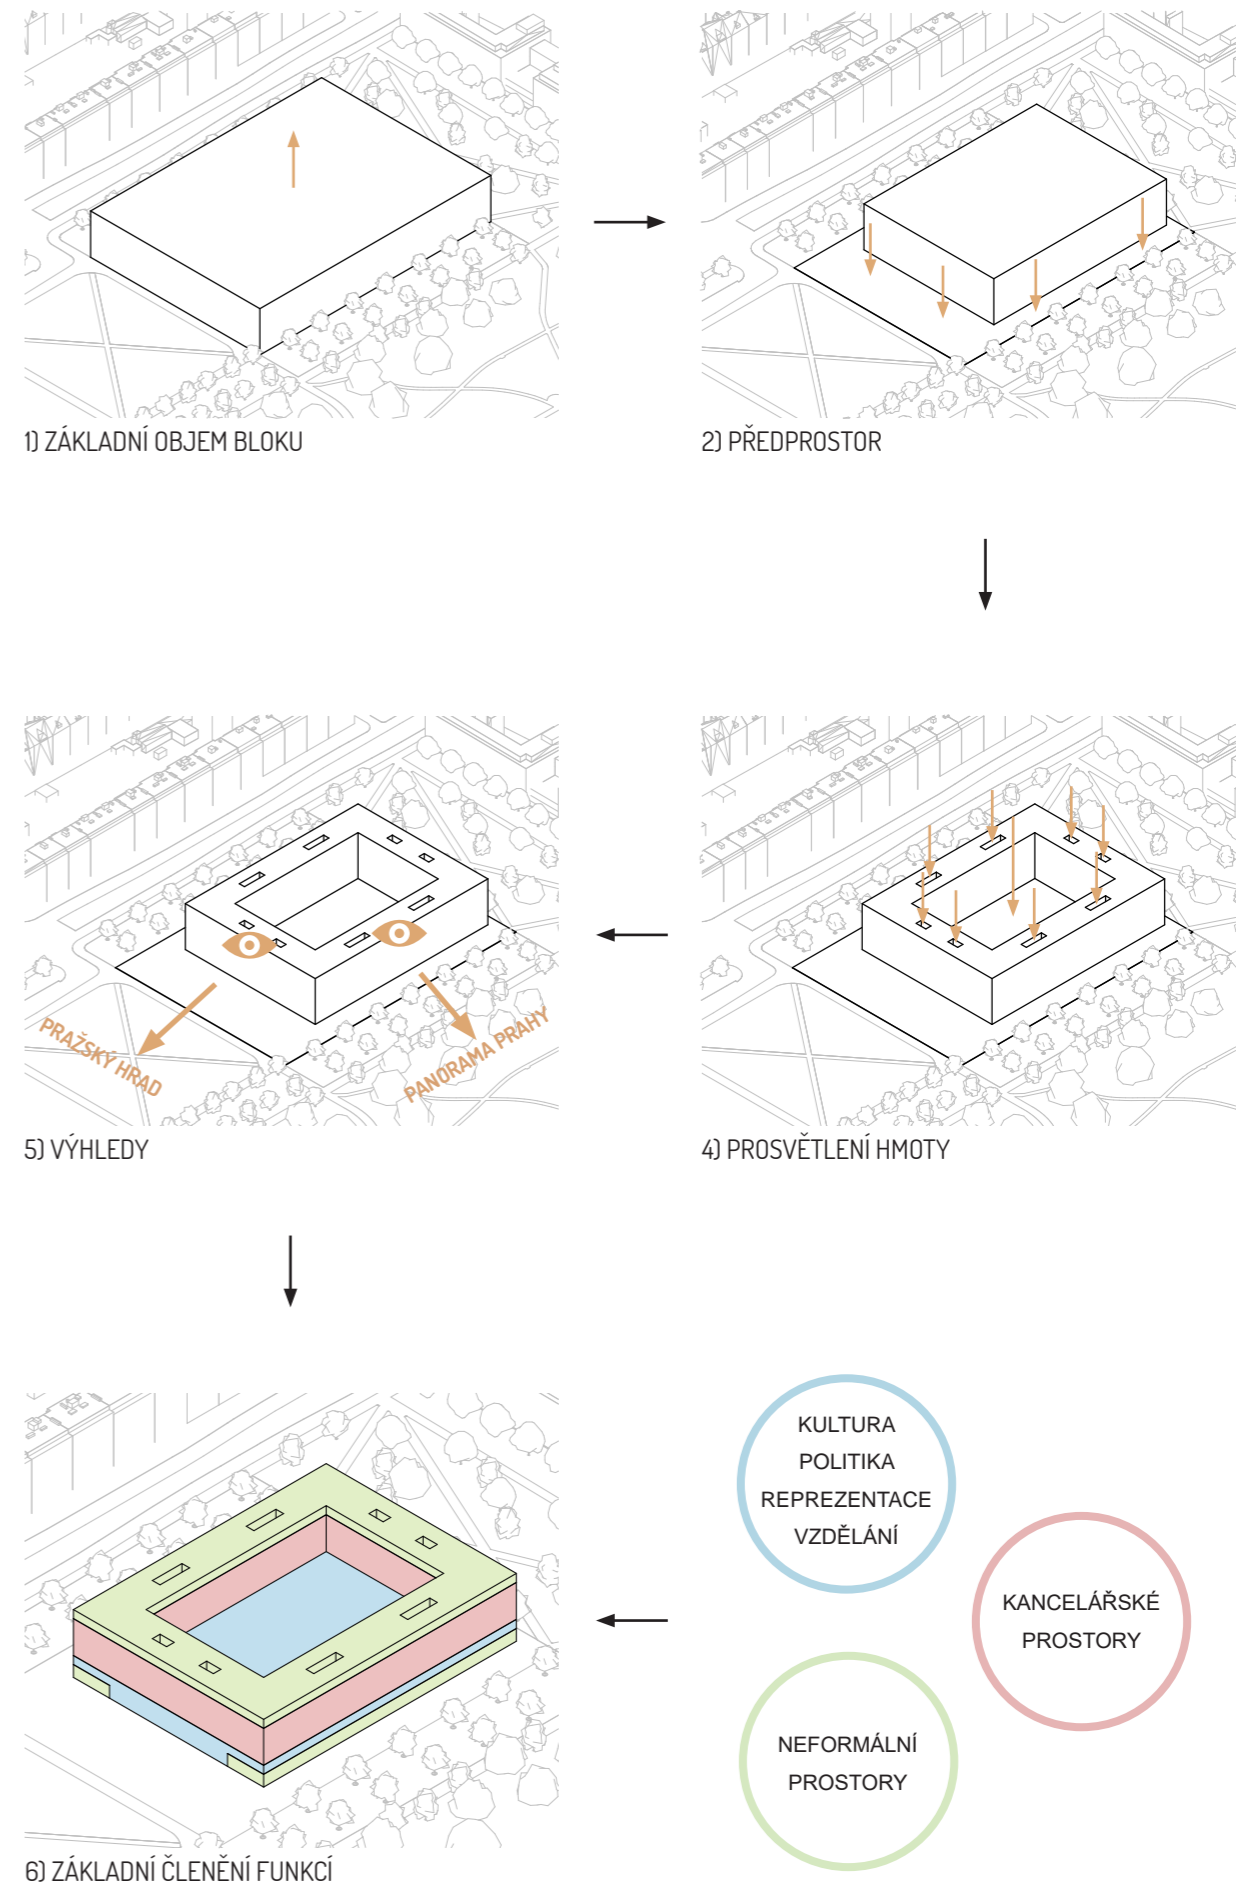 1) ZÁKLADNÍ OBJEM BLOKU
2) PŘEDPROSTOR
PRAŽSKÝ HRAD
PANORAMA PRAHY
5) VÝHLEDY
4) PROSVĚTLENÍ HMOTY
KULTURA
POLITIKA
REPREZENTACE
VZDĚLÁNÍ
KANCELÁŘSKÉ
PROSTORY
NEFORMÁLNÍ
PROSTORY
6) ZÁKLADNÍ ČLENĚNÍ FUNKCÍ